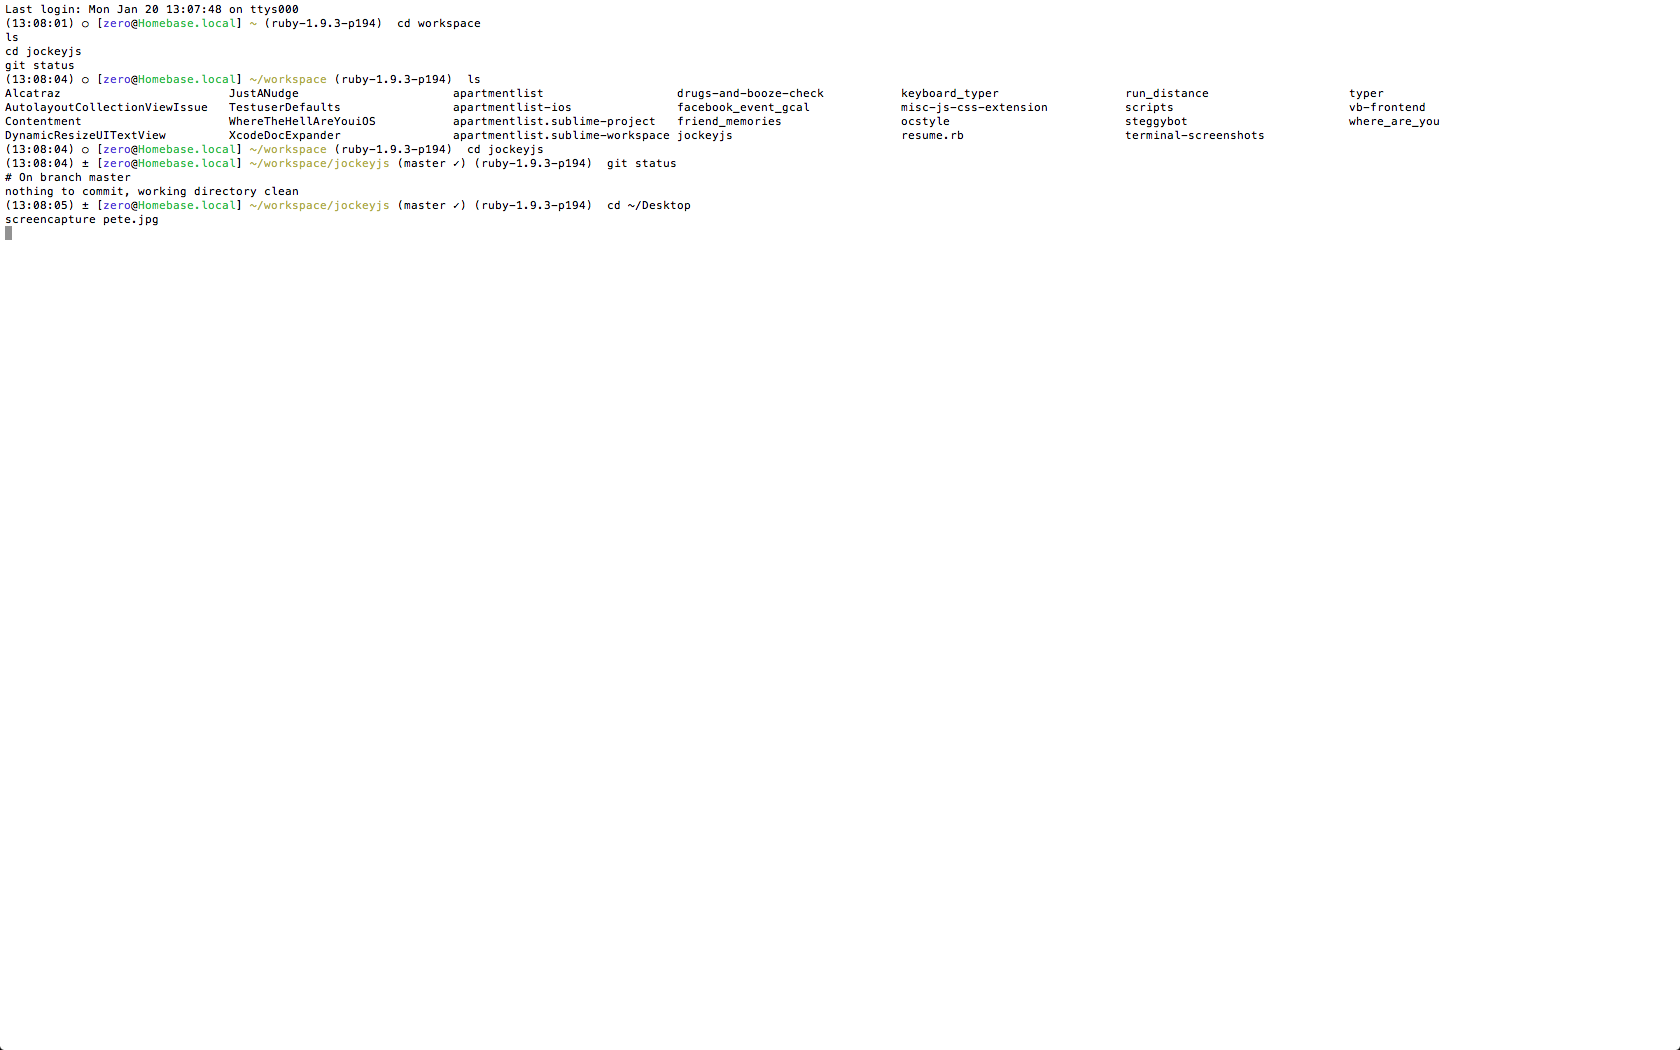 Last login: Mon Jan 20 13:07:48 on ttys000
(13:08:01) ○ [zero@Homebase.local] ~ (ruby-1.9.3-p194)  cd workspace
ls
cd jockeyjs
git status
(13:08:04) ○ [zero@Homebase.local] ~/workspace (ruby-1.9.3-p194)  ls
Alcatraz                        JustANudge                      apartmentlist                   drugs-and-booze-check           keyboard_typer                  run_distance                    typer
AutolayoutCollectionViewIssue   TestuserDefaults                apartmentlist-ios               facebook_event_gcal             misc-js-css-extension           scripts                         vb-frontend
Contentment                     WhereTheHellAreYouiOS           apartmentlist.sublime-project   friend_memories                 ocstyle                         steggybot                       where_are_you
DynamicResizeUITextView         XcodeDocExpander                apartmentlist.sublime-workspace jockeyjs                        resume.rb                       terminal-screenshots
(13:08:04) ○ [zero@Homebase.local] ~/workspace (ruby-1.9.3-p194)  cd jockeyjs
(13:08:04) ± [zero@Homebase.local] ~/workspace/jockeyjs (master ✓) (ruby-1.9.3-p194)  git status
# On branch master
nothing to commit, working directory clean
(13:08:05) ± [zero@Homebase.local] ~/workspace/jockeyjs (master ✓) (ruby-1.9.3-p194)  cd ~/Desktop
screencapture pete.jpg